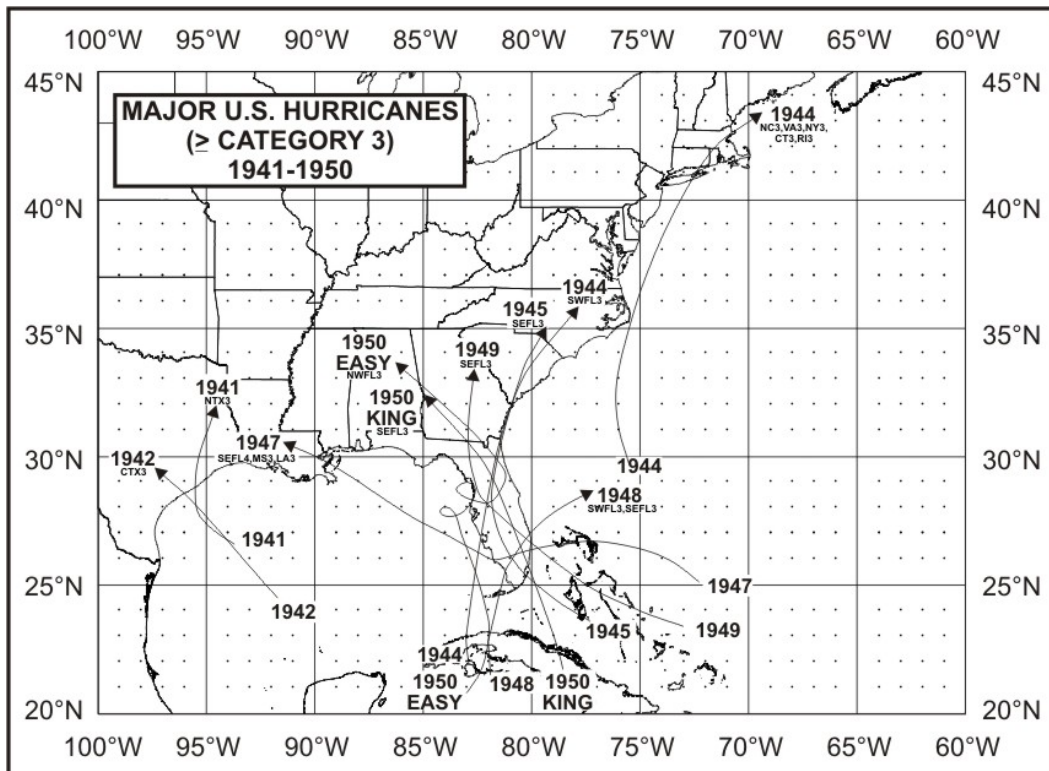 100°W 95°W 90°W 85°W 80°W 75°W 70°W 65°W 60°W
45°N 45°N
MAJOR U.S. HURRICANES
(≥ CATEGORY 3)
1941-1950
1944
NC3,VA3,NY3,
CT3,RI3
40°N 40°N
1944
SWFL3
1945
SEFL3
35°N 35°N
1950
EASY
NWFL3
1949
SEFL3
1941
NTX3
1950
KING
SEFL3
1947
SEFL4,MS3,LA3
1942
CTX3
30°N 30°N
1944
1948
SWFL3,SEFL3
1941
25°N 25°N
1947
1942
1945
1949
1944
1950
EASY
1948
1950
KING
20°N 20°N
100°W 95°W 90°W 85°W 80°W 75°W 70°W 65°W 60°W